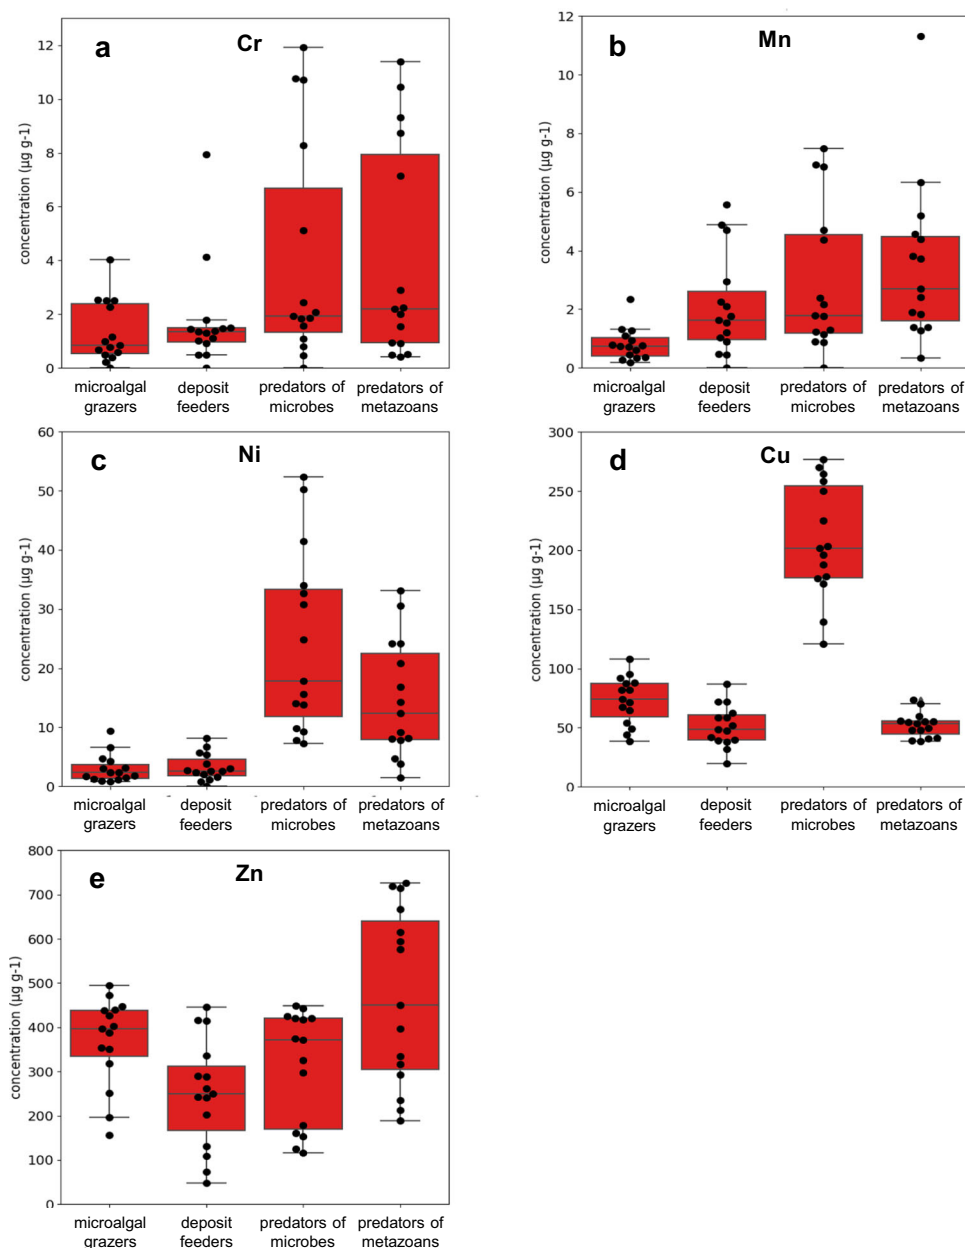 a
Cr
concentration (µg g-1)
12
10
8
6
4
2
0
microalgal
grazers
deposit
feeders
predators of
microbes
predators of
metazoans
b
Mn
concentration (µg g-1)
12
10
8
6
4
2
0
microalgal
grazers
deposit
feeders
predators of
microbes
predators of
metazoans
c
Ni
concentration (µg g-1)
60
50
40
30
20
10
0
microalgal
grazers
deposit
feeders
predators of
microbes
predators of
metazoans
d
Cu
concentration (µg g-1)
300
250
200
150
100
50
0
microalgal
grazers
deposit
feeders
predators of
microbes
predators of
metazoans
e
Zn
concentration (µg g-1)
800
700
600
500
400
300
200
100
0
microalgal
grazers
deposit
feeders
predators of
microbes
predators of
metazoans